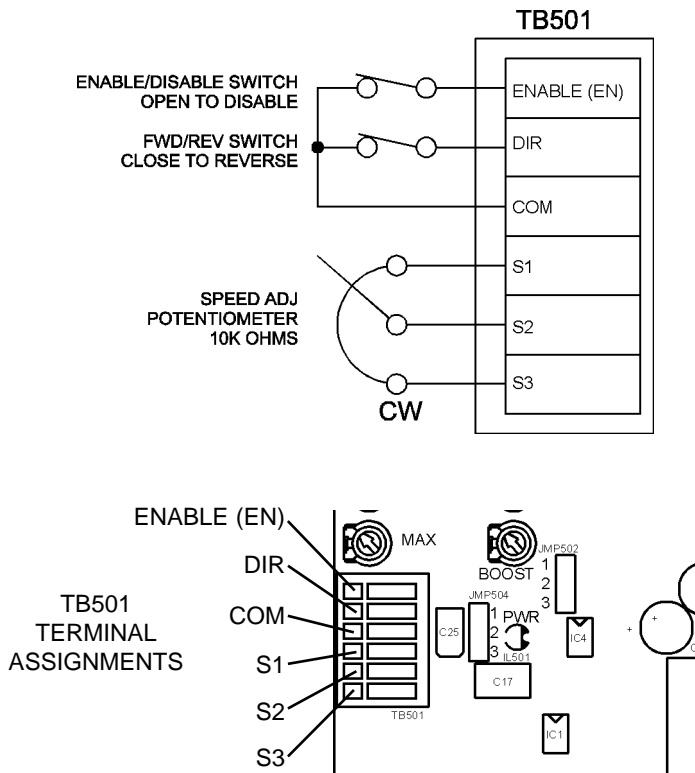 TB501
ENABLE/DISABLE SWITCH
OPEN TO DISABLE
ENABLE (EN)
FWD/REV SWITCH
CLOSE TO REVERSE
DIR
COM
S1
SPEED ADJ
POTENTIOMETER
10K OHMS
S2
S3
CW
ENABLE (EN)
DIR
COM
S1
S2
S3
TB501
TERMINAL
ASSIGNMENTS
MAX
BOOST
JMP502
1
2
3
JMP504
1
2
3
PWR
IL501
C25
C17
IC4
TB501
IC1
+
+
C